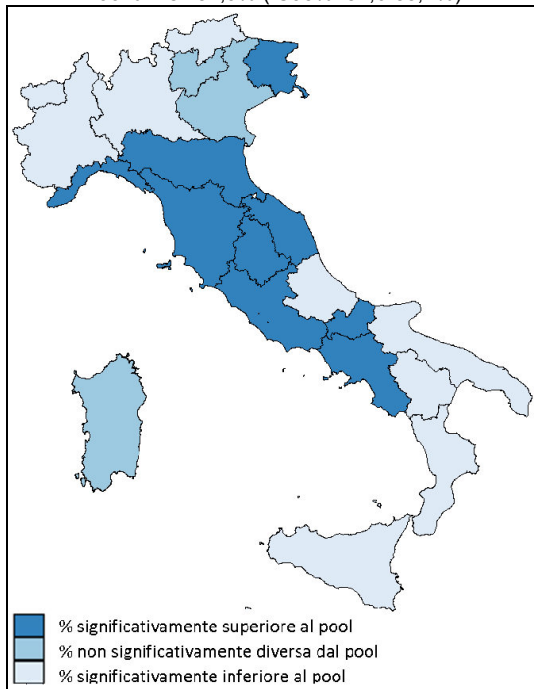 % significativamente superiore al pool
% non significativamente diversa dal pool
% significativamente inferiore al pool